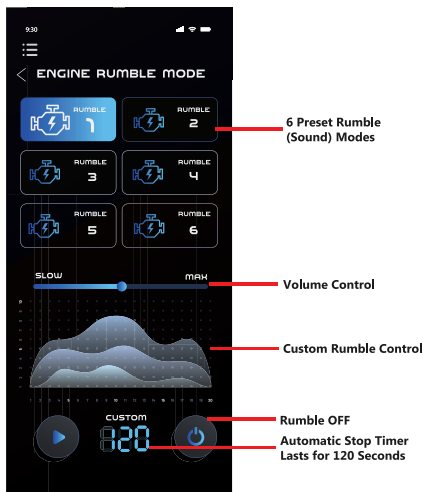 9:30
ENGINE RUMBLE MODE
RUMBLE
1
RUMBLE
2
RUMBLE
3
RUMBLE
4
RUMBLE
5
RUMBLE
6
6 Preset Rumble
(Sound) Modes
SLOW
MAX
Volume Control
Custom Rumble Control
CUSTOM
120
Rumble OFF
Automatic Stop Timer
Lasts for 120 Seconds